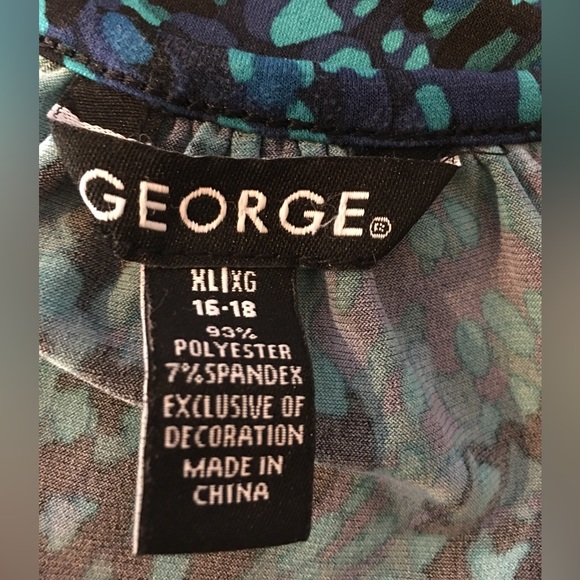 GEORGE®
XL|XG
16-18
93%
POLYESTER
7%SPANDEX
EXCLUSIVE OF
DECORATION
MADE IN
CHINA